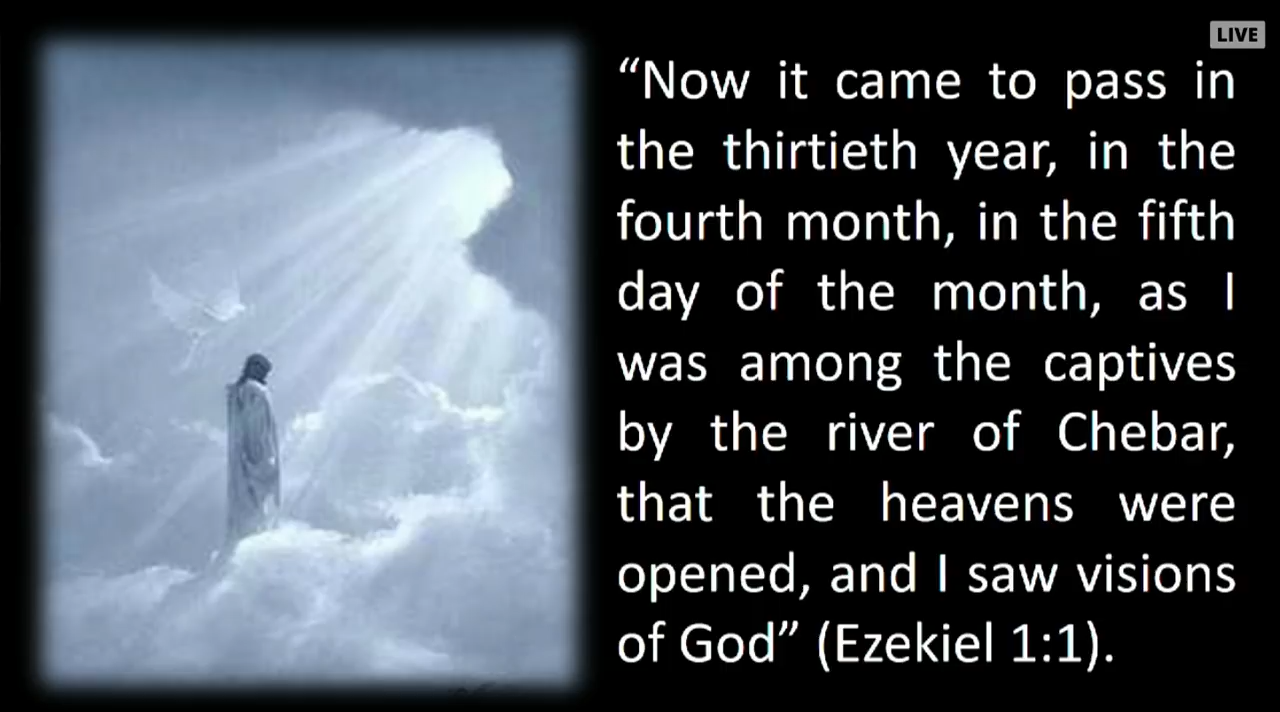 LIVE
“Now it came to pass in
the thirtieth year, in the
fourth month, in the fifth
day of the month, as I
was among the captives
by the river of Chebar,
that the heavens were
opened, and I saw visions
of God” (Ezekiel 1:1).